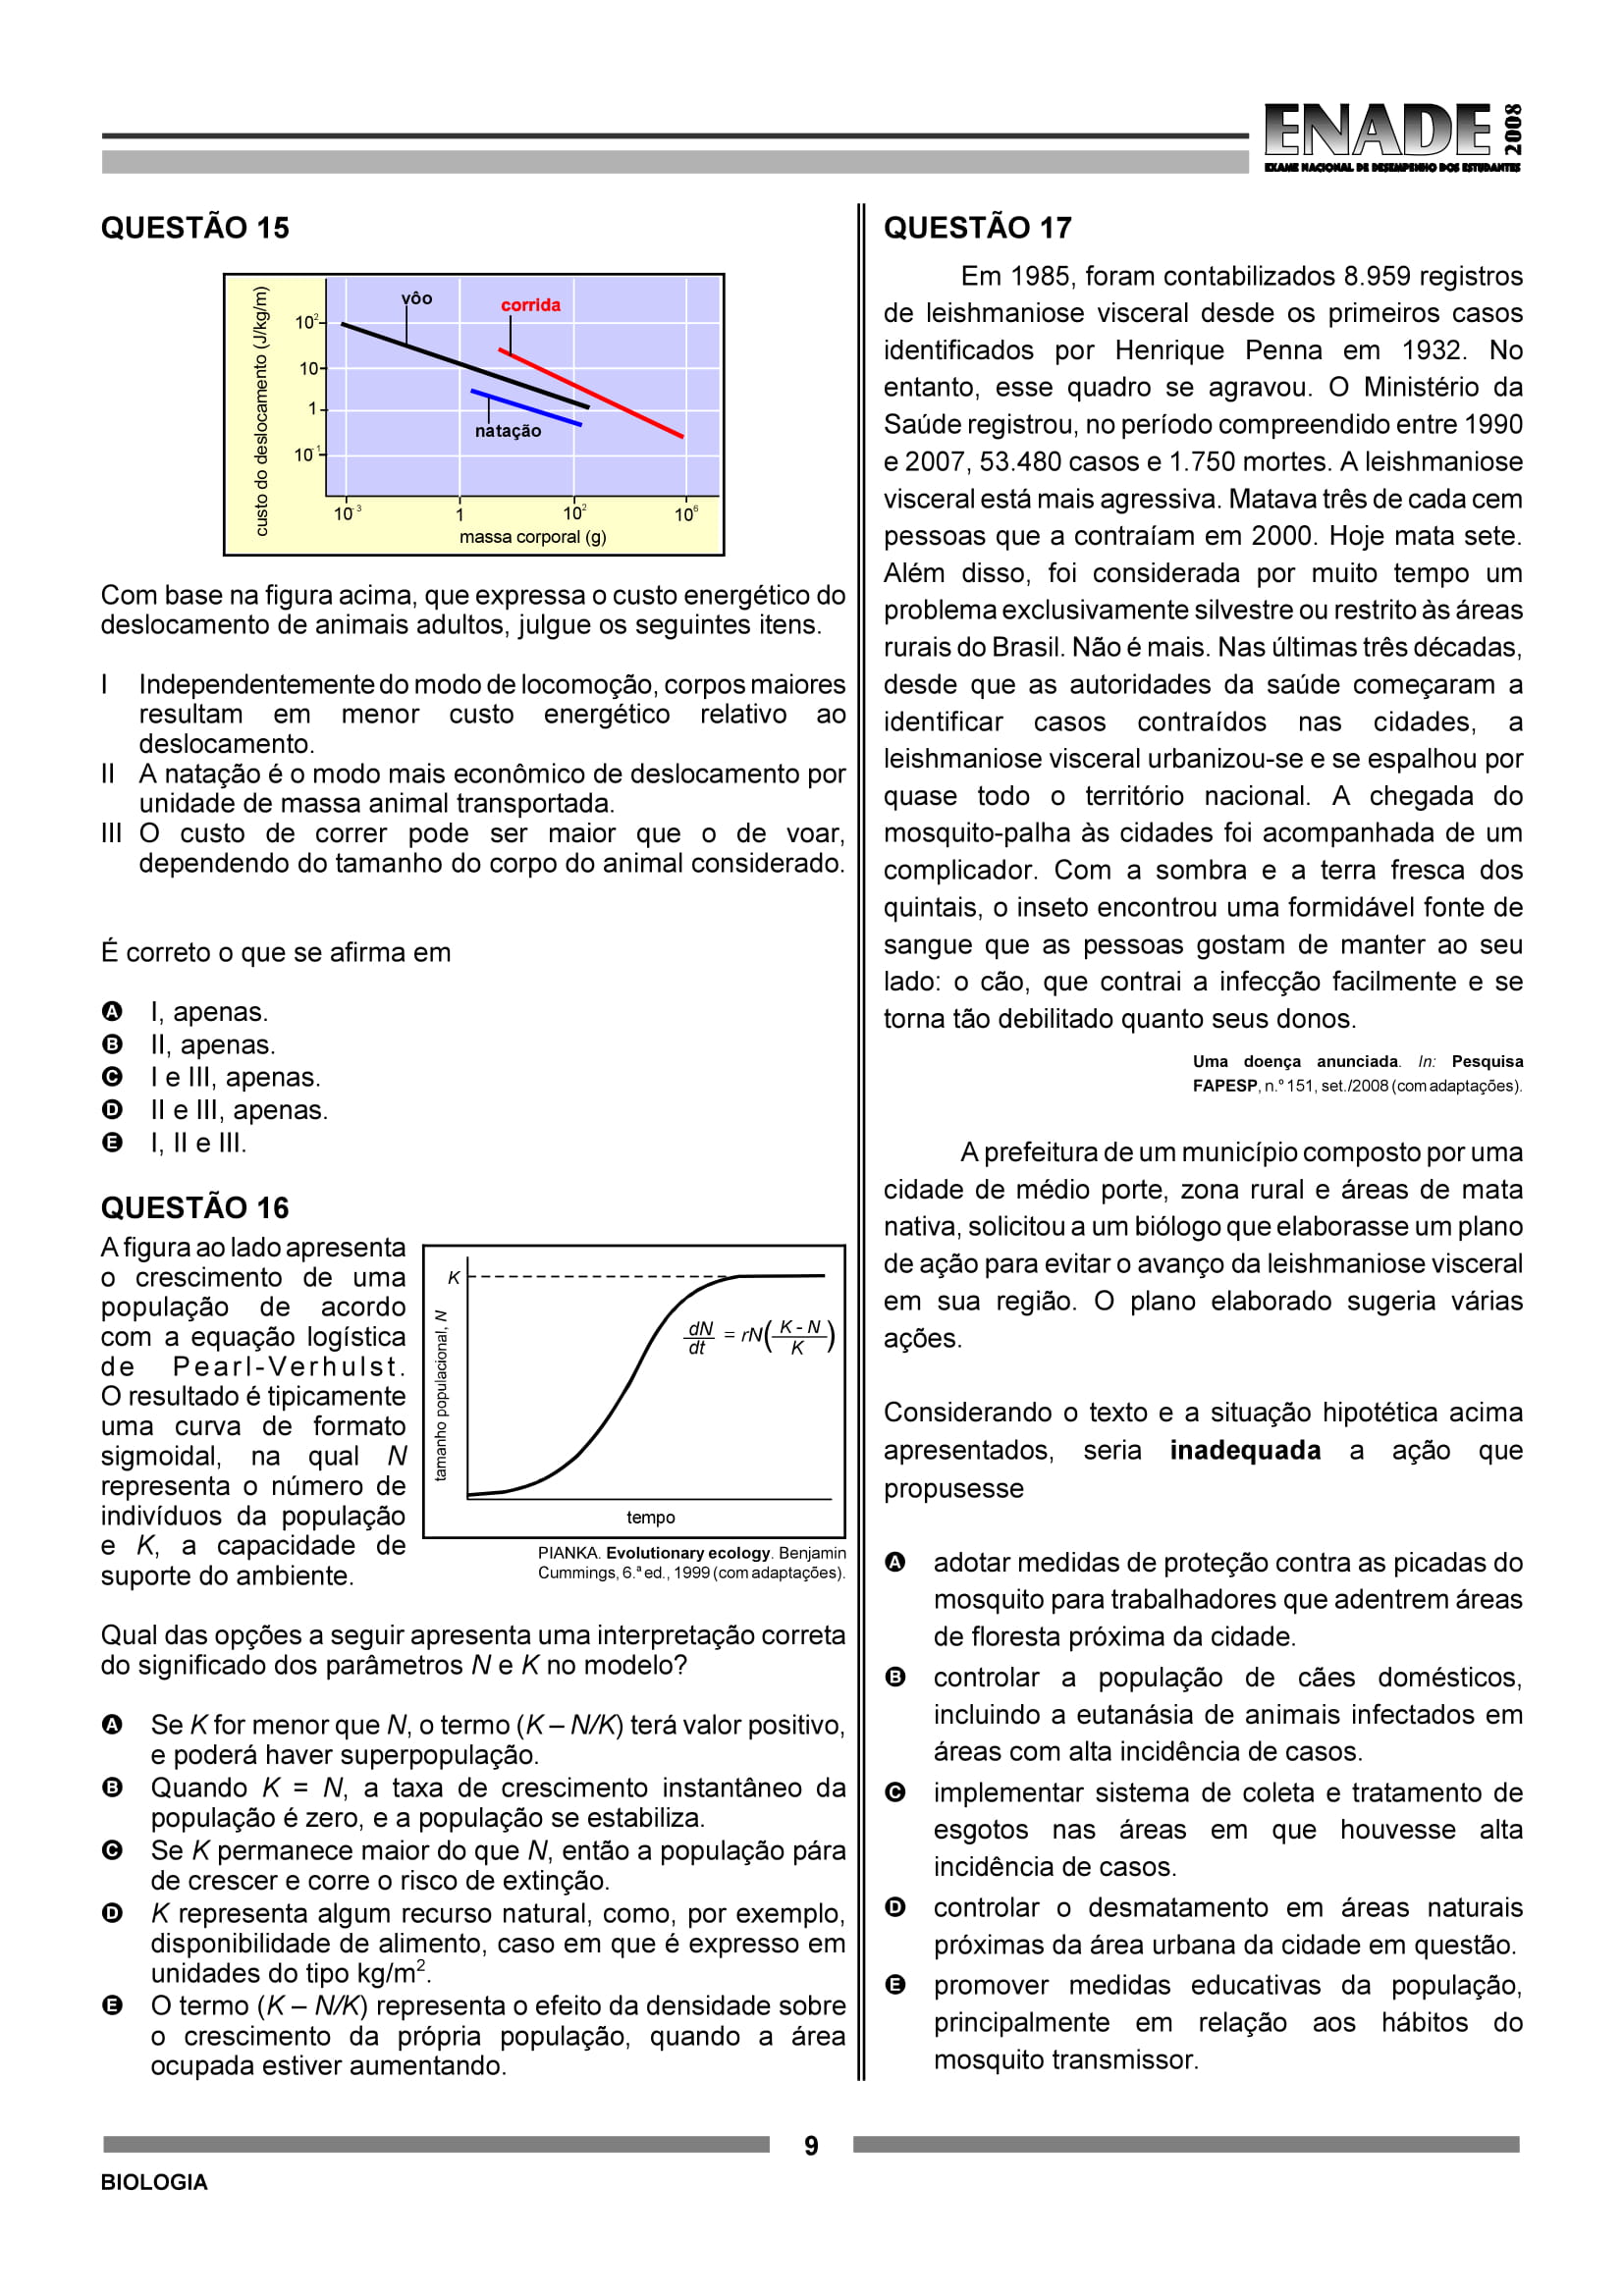 ENADE 2008
EXAME NACIONAL DE DESEMPENHO DOS ESTUDANTES
QUESTÃO 15
custo do deslocamento (J/kg/m)
10²
10
1
10⁻¹
vôo
corrida
natação
10⁻³
1
10²
10⁶
massa corporal (g)
Com base na figura acima, que expressa o custo energético do
deslocamento de animais adultos, julgue os seguintes itens.
I Independentemente do modo de locomoção, corpos maiores
resultam em menor custo energético relativo ao
deslocamento.
II A natação é o modo mais econômico de deslocamento por
unidade de massa animal transportada.
III O custo de correr pode ser maior que o de voar,
dependendo do tamanho do corpo do animal considerado.
É correto o que se afirma em
A I, apenas.
B II, apenas.
C I e III, apenas.
D II e III, apenas.
E I, II e III.
QUESTÃO 16
A figura ao lado apresenta
o crescimento de uma
população de acordo
com a equação logística
de Pearl-Verhulst.
O resultado é tipicamente
uma curva de formato
sigmoidal, na qual N
representa o número de
indivíduos da população
e K, a capacidade de
suporte do ambiente.
K
tamanho populacional, N
dN/dt = rN((K - N)/K)
tempo
PIANKA. Evolutionary ecology. Benjamin
Cummings, 6.ª ed., 1999 (com adaptações).
Qual das opções a seguir apresenta uma interpretação correta
do significado dos parâmetros N e K no modelo?
A Se K for menor que N, o termo (K – N/K) terá valor positivo,
e poderá haver superpopulação.
B Quando K = N, a taxa de crescimento instantâneo da
população é zero, e a população se estabiliza.
C Se K permanece maior do que N, então a população pára
de crescer e corre o risco de extinção.
D K representa algum recurso natural, como, por exemplo,
disponibilidade de alimento, caso em que é expresso em
unidades do tipo kg/m².
E O termo (K – N/K) representa o efeito da densidade sobre
o crescimento da própria população, quando a área
ocupada estiver aumentando.
QUESTÃO 17
Em 1985, foram contabilizados 8.959 registros
de leishmaniose visceral desde os primeiros casos
identificados por Henrique Penna em 1932. No
entanto, esse quadro se agravou. O Ministério da
Saúde registrou, no período compreendido entre 1990
e 2007, 53.480 casos e 1.750 mortes. A leishmaniose
visceral está mais agressiva. Matava três de cada cem
pessoas que a contraíam em 2000. Hoje mata sete.
Além disso, foi considerada por muito tempo um
problema exclusivamente silvestre ou restrito às áreas
rurais do Brasil. Não é mais. Nas últimas três décadas,
desde que as autoridades da saúde começaram a
identificar casos contraídos nas cidades, a
leishmaniose visceral urbanizou-se e se espalhou por
quase todo o território nacional. A chegada do
mosquito-palha às cidades foi acompanhada de um
complicador. Com a sombra e a terra fresca dos
quintais, o inseto encontrou uma formidável fonte de
sangue que as pessoas gostam de manter ao seu
lado: o cão, que contrai a infecção facilmente e se
torna tão debilitado quanto seus donos.
Uma doença anunciada. In: Pesquisa
FAPESP, n.º 151, set./2008 (com adaptações).
A prefeitura de um município composto por uma
cidade de médio porte, zona rural e áreas de mata
nativa, solicitou a um biólogo que elaborasse um plano
de ação para evitar o avanço da leishmaniose visceral
em sua região. O plano elaborado sugeria várias
ações.
Considerando o texto e a situação hipotética acima
apresentados, seria inadequada a ação que
propusesse
A adotar medidas de proteção contra as picadas do
mosquito para trabalhadores que adentrem áreas
de floresta próxima da cidade.
B controlar a população de cães domésticos,
incluindo a eutanásia de animais infectados em
áreas com alta incidência de casos.
C implementar sistema de coleta e tratamento de
esgotos nas áreas em que houvesse alta
incidência de casos.
D controlar o desmatamento em áreas naturais
próximas da área urbana da cidade em questão.
E promover medidas educativas da população,
principalmente em relação aos hábitos do
mosquito transmissor.
9
BIOLOGIA